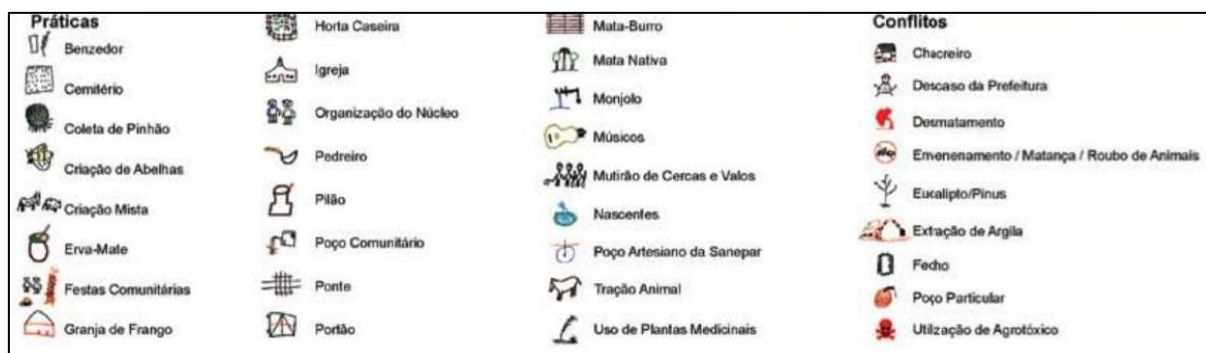 Práticas
Benzedor
Cemitério
Coleta de Pinhão
Criação de Abelhas
Criação Mista
Erva-Mate
Festas Comunitárias
Granja de Frango
Horta Caseira
Igreja
Organização do Núcleo
Pedreiro
Pilão
Poço Comunitário
Ponte
Portão
Mata-Burro
Mata Nativa
Monjolo
Músicos
Mutirão de Cercas e Valos
Nascentes
Poço Artesiano da Sanepar
Tração Animal
Uso de Plantas Medicinais
Conflitos
Chacreiro
Descaso da Prefeitura
Desmatamento
Emenenamento / Matança / Roubo de Animais
Eucalipto/Pinus
Extração de Argila
Fecho
Poço Particular
Utilização de Agrotóxico